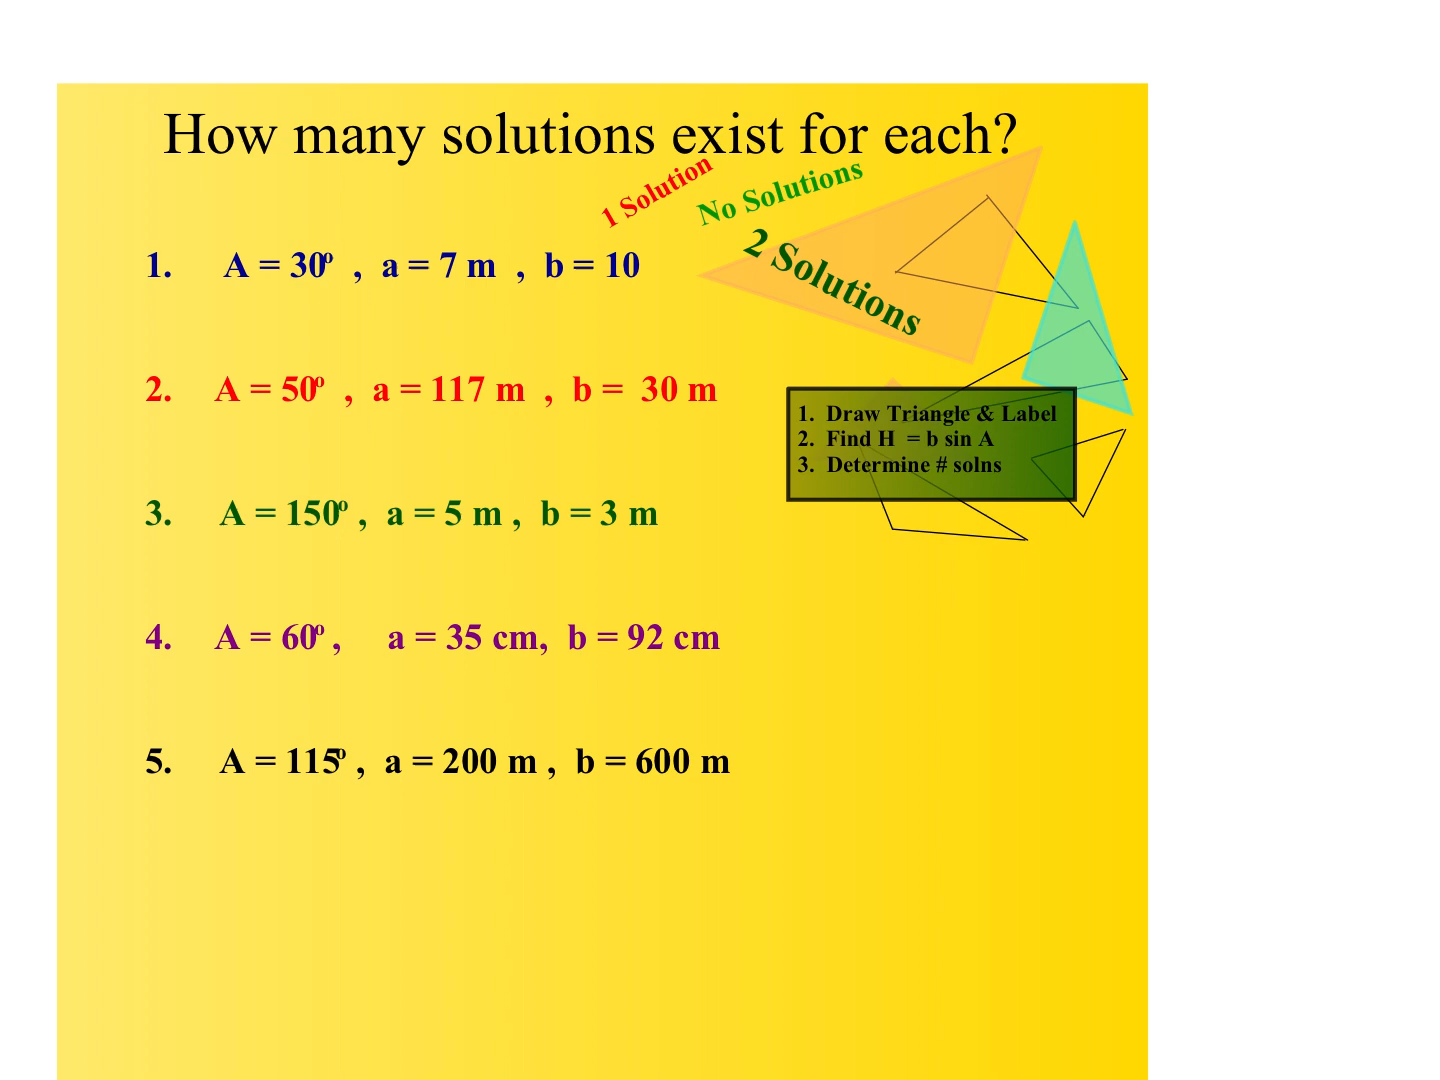 How many solutions exist for each?
1 Solution
No Solutions
2 Solutions
1. A = 30º , a = 7 m , b = 10
2. A = 50º , a = 117 m , b = 30 m
1. Draw Triangle & Label
2. Find H = b sin A
3. Determine # solns
3. A = 150º , a = 5 m , b = 3 m
4. A = 60º , a = 35 cm, b = 92 cm
5. A = 115º , a = 200 m , b = 600 m